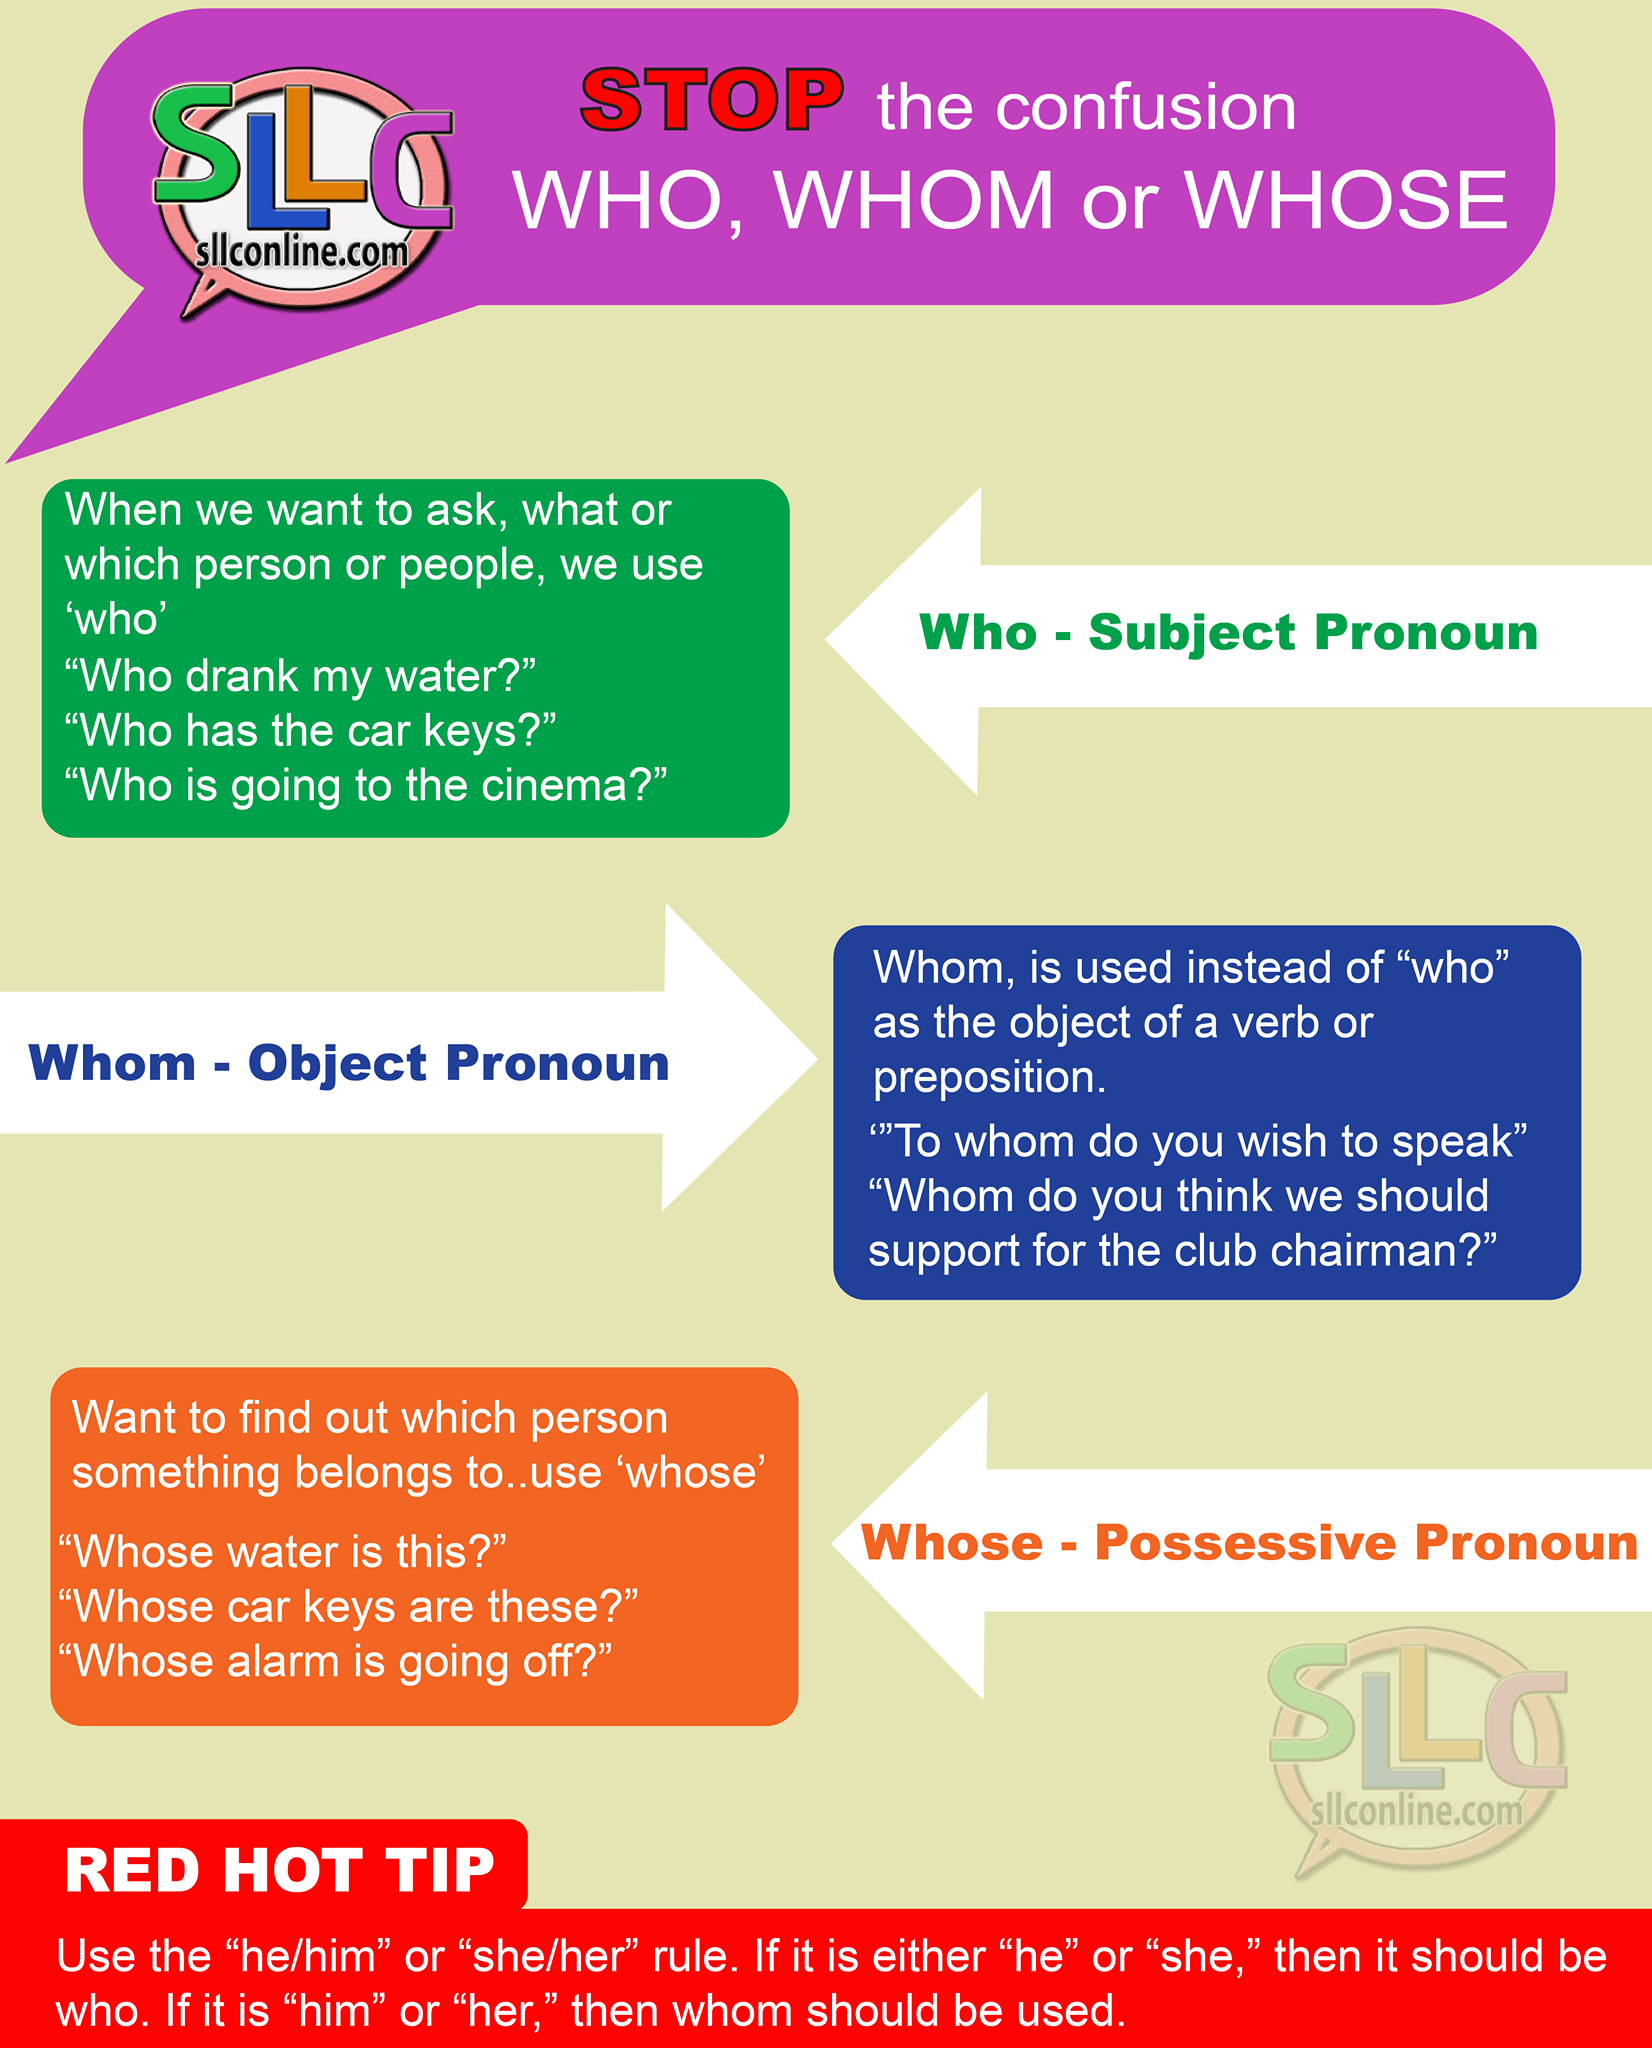 SLLC
sllconline.com
STOP the confusion
WHO, WHOM or WHOSE
When we want to ask, what or
which person or people, we use
‘who’
“Who drank my water?”
“Who has the car keys?”
“Who is going to the cinema?”
Who - Subject Pronoun
Whom - Object Pronoun
Whom, is used instead of “who”
as the object of a verb or
preposition.
‘”To whom do you wish to speak”
“Whom do you think we should
support for the club chairman?”
Want to find out which person
something belongs to..use ‘whose’
“Whose water is this?”
“Whose car keys are these?”
“Whose alarm is going off?”
Whose - Possessive Pronoun
SLLC
sllconline.com
RED HOT TIP
Use the “he/him” or “she/her” rule. If it is either “he” or “she,” then it should be
who. If it is “him” or “her,” then whom should be used.